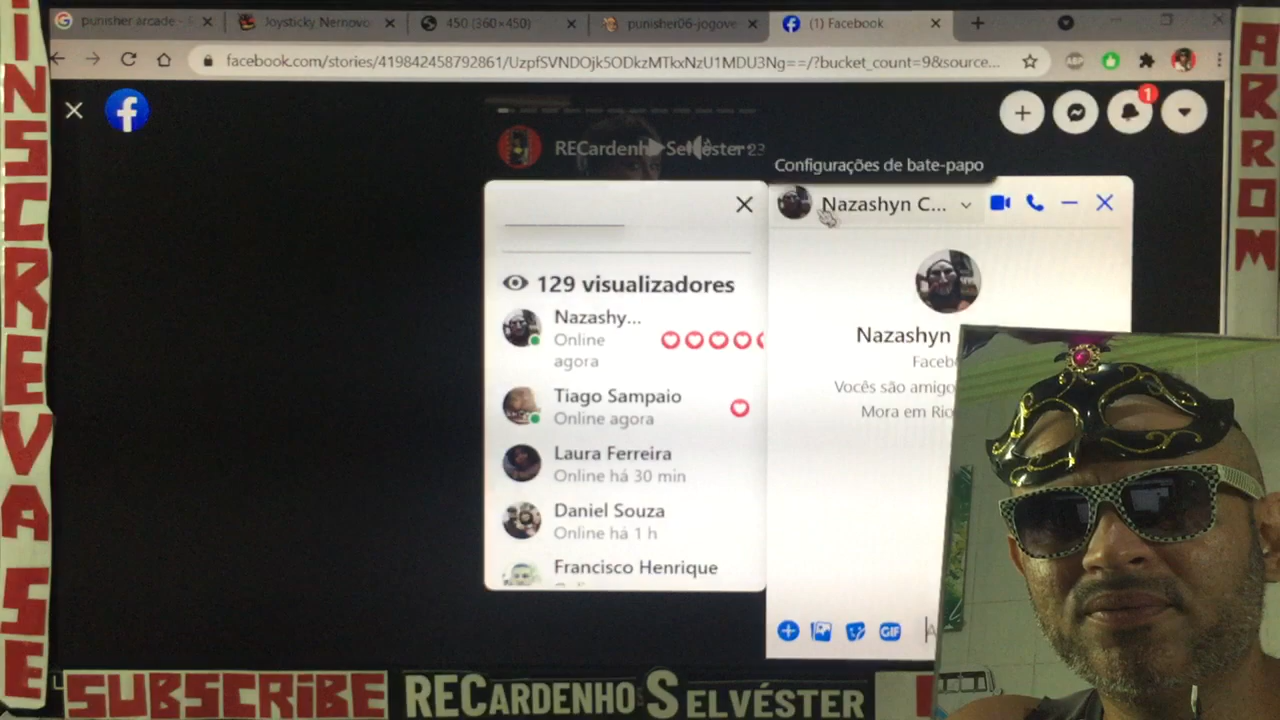 punisher arcade -
Joysticky Nernovo
450 (360×450)
punisher06-jogove
(1) Facebook
facebook.com/stories/419842458792861/UzpfSVNDOjk5ODkzMTkxNzU1MDU3Ng==/?bucket_count=9&source...
1
RECardenho Selvéster 23
Configurações de bate-papo
Nazashyn C...
129 visualizadores
Nazashy...
Online
agora
Tiago Sampaio
Online agora
Laura Ferreira
Online há 30 min
Daniel Souza
Online há 1 h
Francisco Henrique
Nazashyn
Faceb
Vocês são amigo
Mora em Rio
GIF
INSCREVA SE
ARROM
SUBSCRIBE
RECARDENHO SELVÉSTER